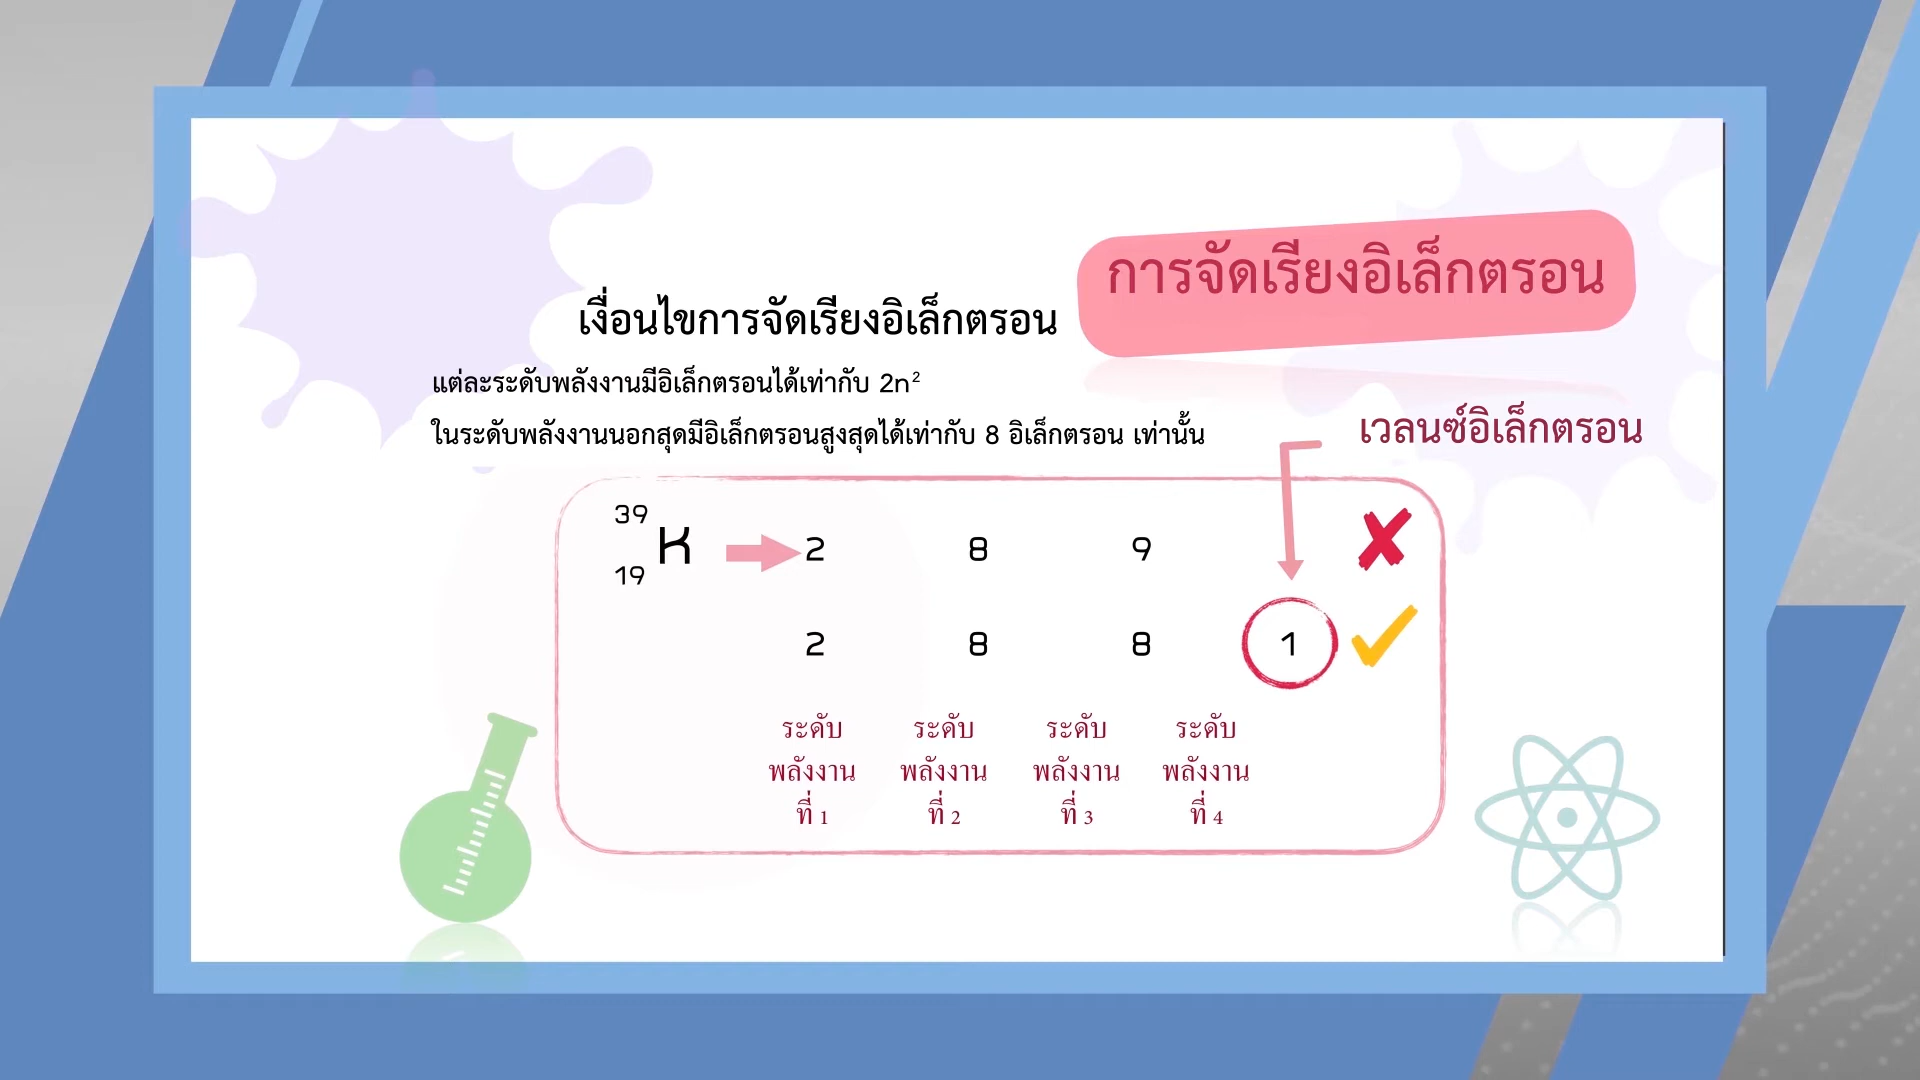 การจัดเรียงอิเล็กตรอน
เงื่อนไขการจัดเรียงอิเล็กตรอน
แต่ละระดับพลังงานมีอิเล็กตรอนได้เท่ากับ 2n²
ในระดับพลังงานนอกสุดมีอิเล็กตรอนสูงสุดได้เท่ากับ 8 อิเล็กตรอน เท่านั้น
เวลนซ์อิเล็กตรอน
39
K 2 8 9
19
2 8 8 1
ระดับ ระดับ ระดับ ระดับ
พลังงาน พลังงาน พลังงาน พลังงาน
ที่ 1 ที่ 2 ที่ 3 ที่ 4